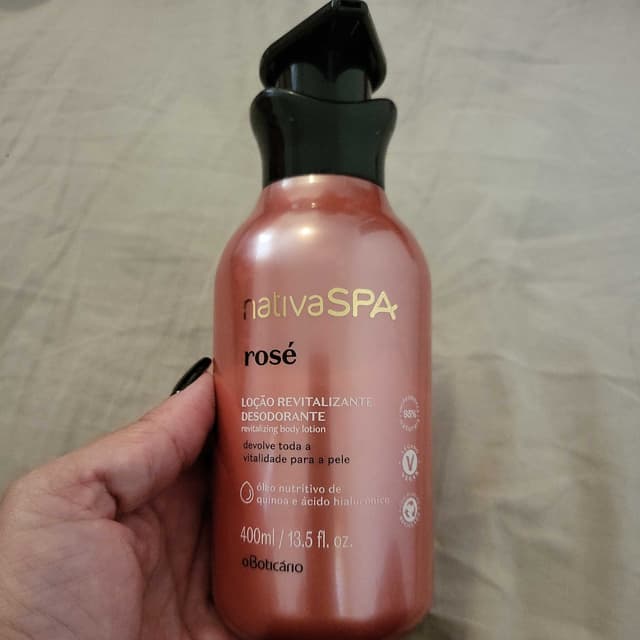 nativaSPA
rosé
LOÇÃO REVITALIZANTE
DESODORANTE
revitalizing body lotion
devolve toda a
vitalidade para a pele
óleo nutritivo de
quinoa e ácido hialurônico
400ml / 13.5 fl. oz.
oBoticário
98%
V